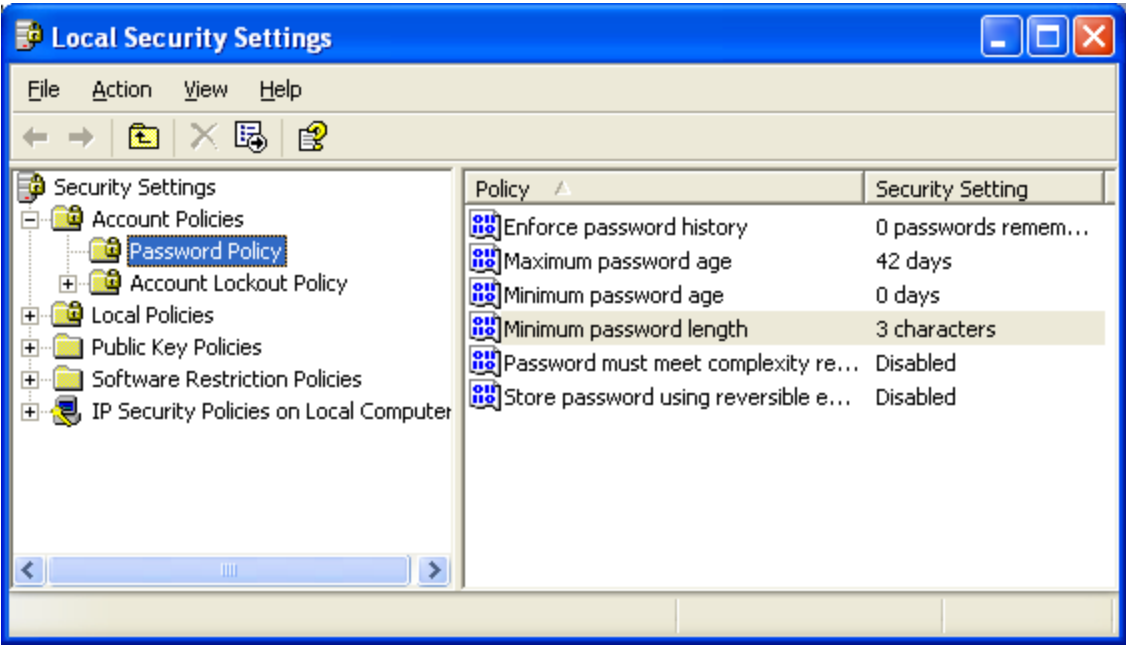 Local Security Settings
File Action View Help
Security Settings
Account Policies
Password Policy
Account Lockout Policy
Local Policies
Public Key Policies
Software Restriction Policies
IP Security Policies on Local Computer
Policy Security Setting
Enforce password history 0 passwords remem...
Maximum password age 42 days
Minimum password age 0 days
Minimum password length 3 characters
Password must meet complexity re... Disabled
Store password using reversible e... Disabled